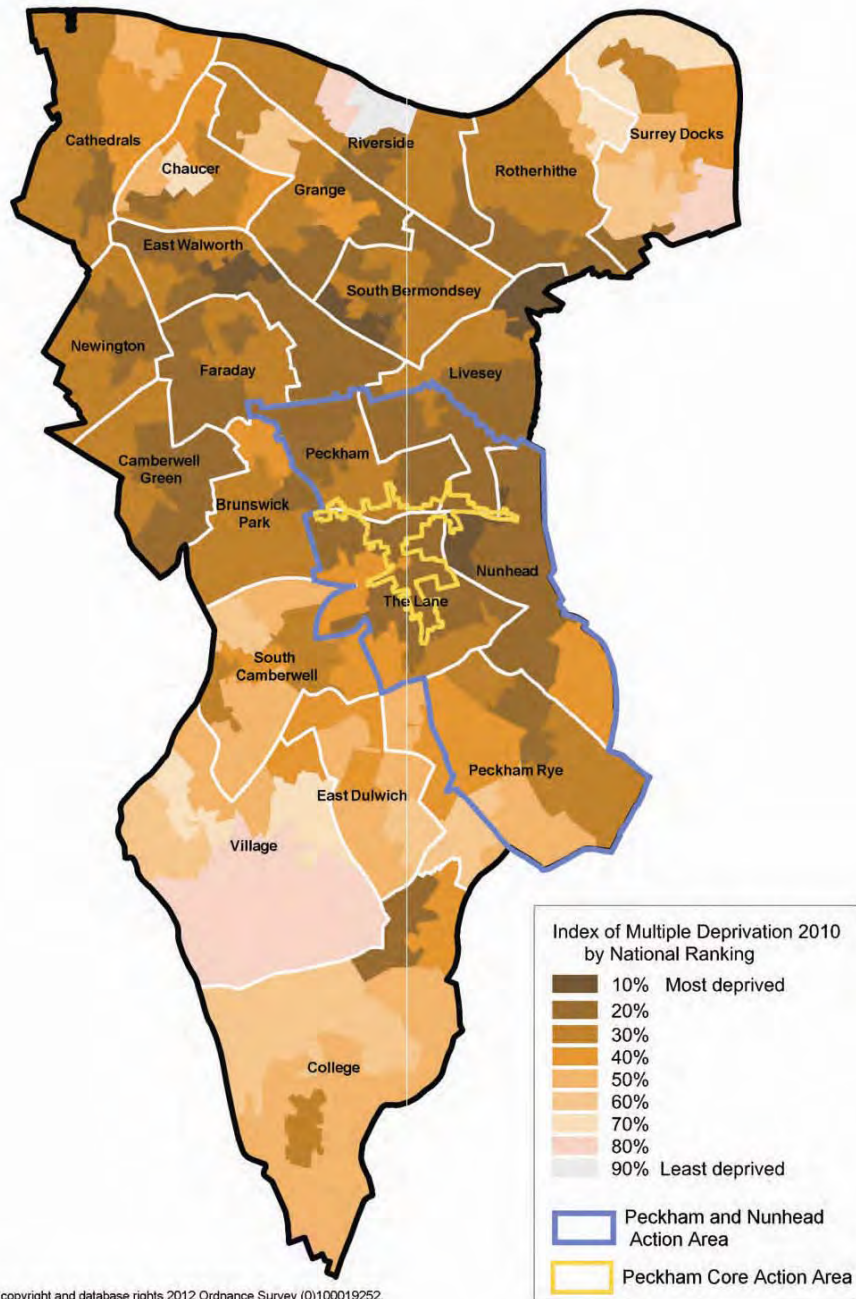 Cathedrals
Chaucer
Riverside
Grange
Rotherhithe
Surrey Docks
East Walworth
South Bermondsey
Newington
Faraday
Livesey
Camberwell
Green
Peckham
Brunswick
Park
Nunhead
The Lane
South
Camberwell
Peckham Rye
East Dulwich
Village
College
Index of Multiple Deprivation 2010
by National Ranking
10% Most deprived
20%
30%
40%
50%
60%
70%
80%
90% Least deprived
Peckham and Nunhead
Action Area
Peckham Core Action Area
copyright and database rights 2012 Ordnance Survey (0)100019252